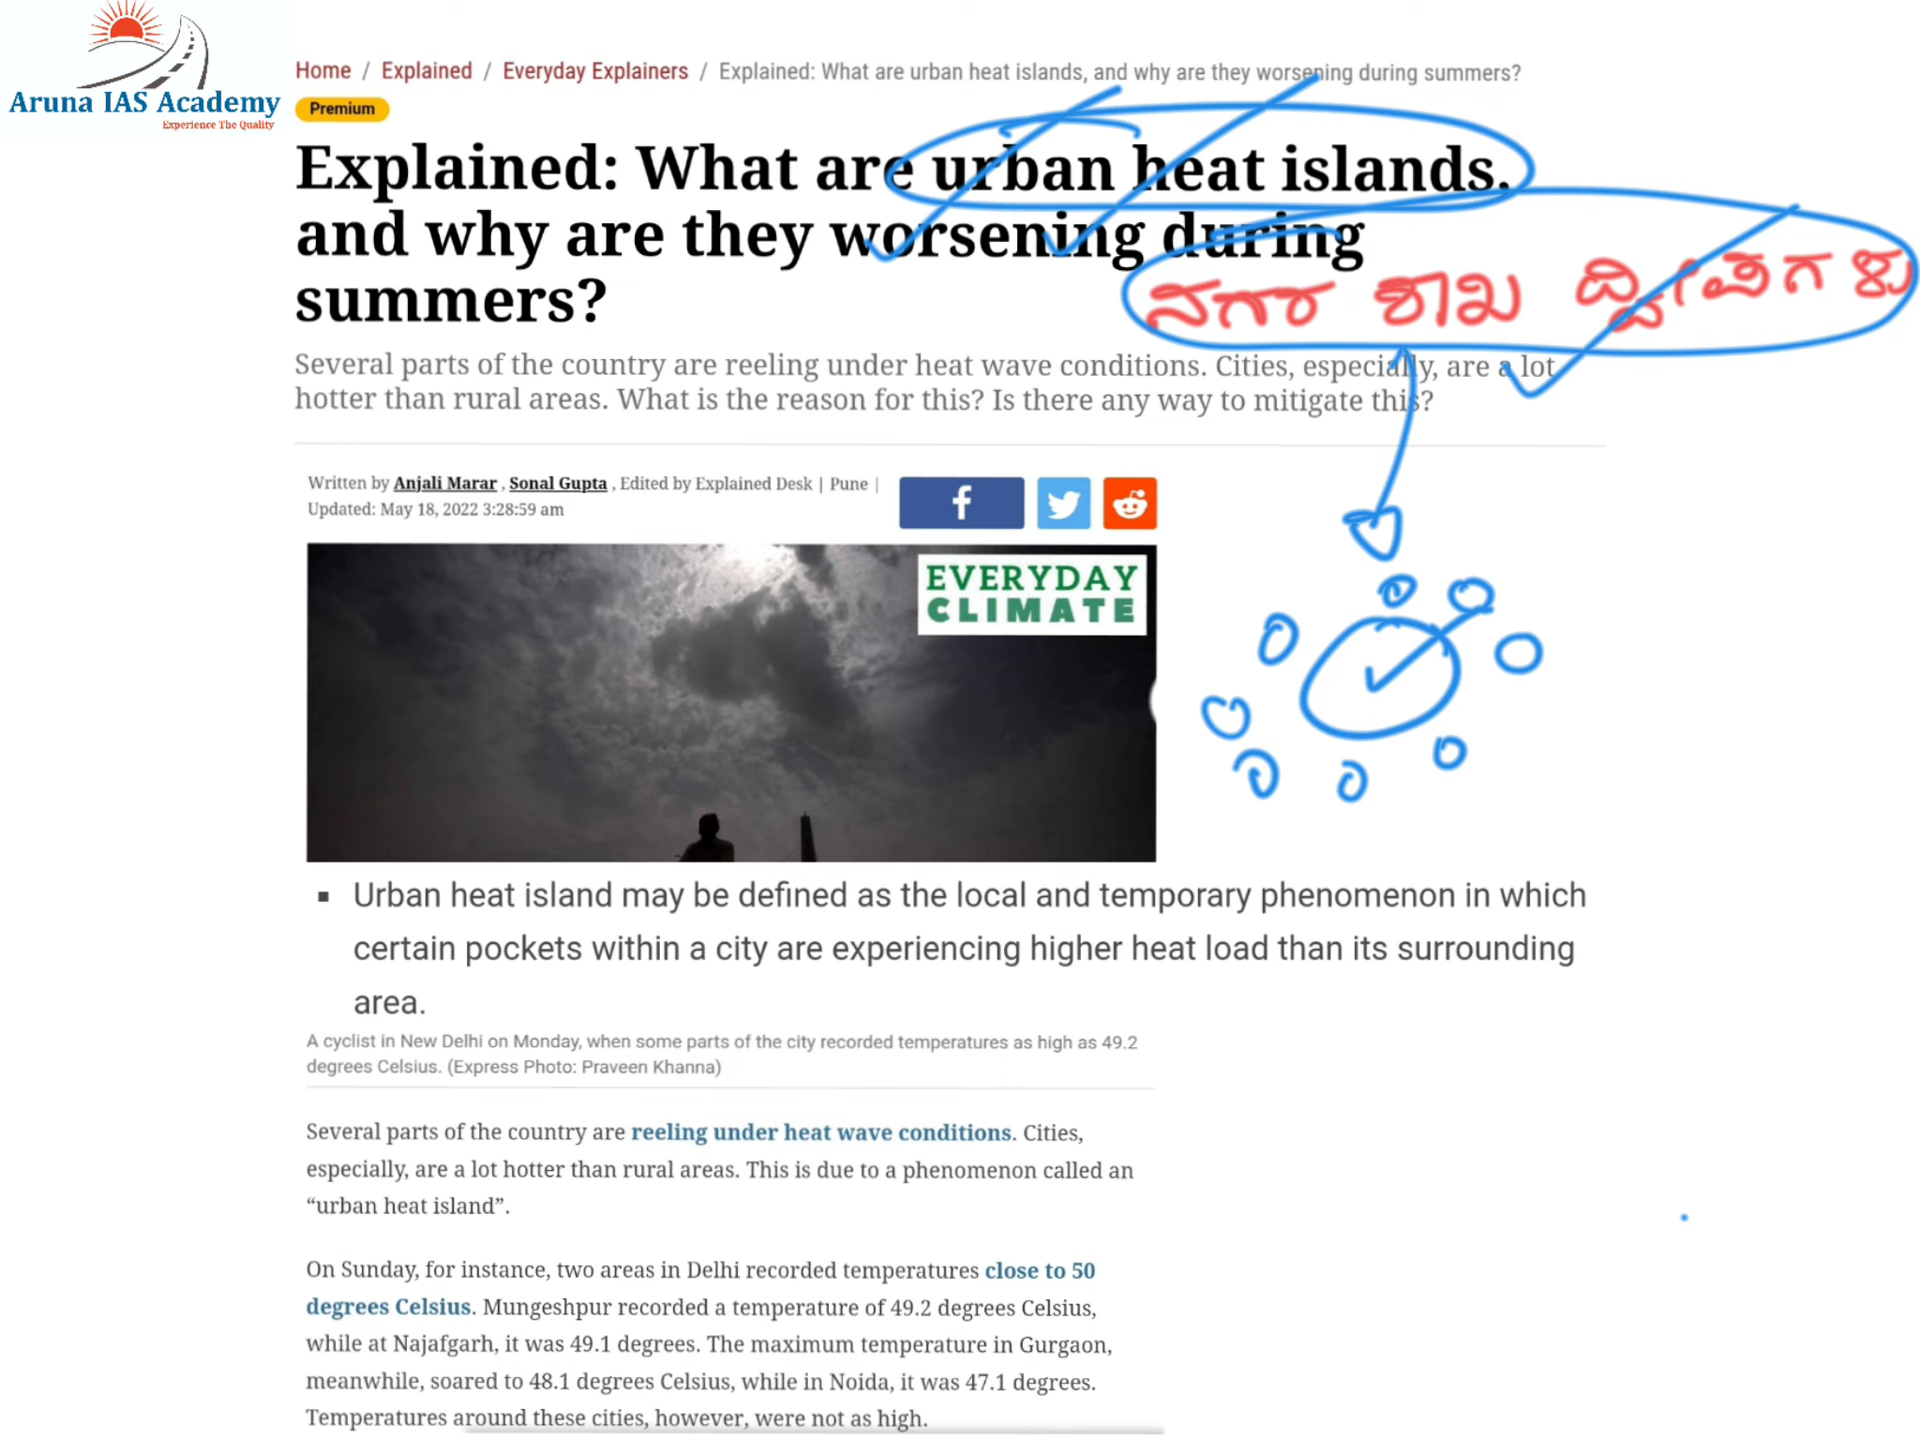 Aruna IAS Academy
Experience The Quality
Home / Explained / Everyday Explainers / Explained: What are urban heat islands, and why are they worsening during summers?
Premium
Explained: What are urban heat islands,
and why are they worsening during
summers?
ನಗರ ಶಾಖ ದ್ವೀಪಗಳು
Several parts of the country are reeling under heat wave conditions. Cities, especially, are a lot
hotter than rural areas. What is the reason for this? Is there any way to mitigate this?
Written by Anjali Marar , Sonal Gupta , Edited by Explained Desk | Pune |
Updated: May 18, 2022 3:28:59 am
EVERYDAY
CLIMATE
▪ Urban heat island may be defined as the local and temporary phenomenon in which
certain pockets within a city are experiencing higher heat load than its surrounding
area.
A cyclist in New Delhi on Monday, when some parts of the city recorded temperatures as high as 49.2
degrees Celsius. (Express Photo: Praveen Khanna)
Several parts of the country are reeling under heat wave conditions. Cities,
especially, are a lot hotter than rural areas. This is due to a phenomenon called an
“urban heat island”.
On Sunday, for instance, two areas in Delhi recorded temperatures close to 50
degrees Celsius. Mungeshpur recorded a temperature of 49.2 degrees Celsius,
while at Najafgarh, it was 49.1 degrees. The maximum temperature in Gurgaon,
meanwhile, soared to 48.1 degrees Celsius, while in Noida, it was 47.1 degrees.
Temperatures around these cities, however, were not as high.